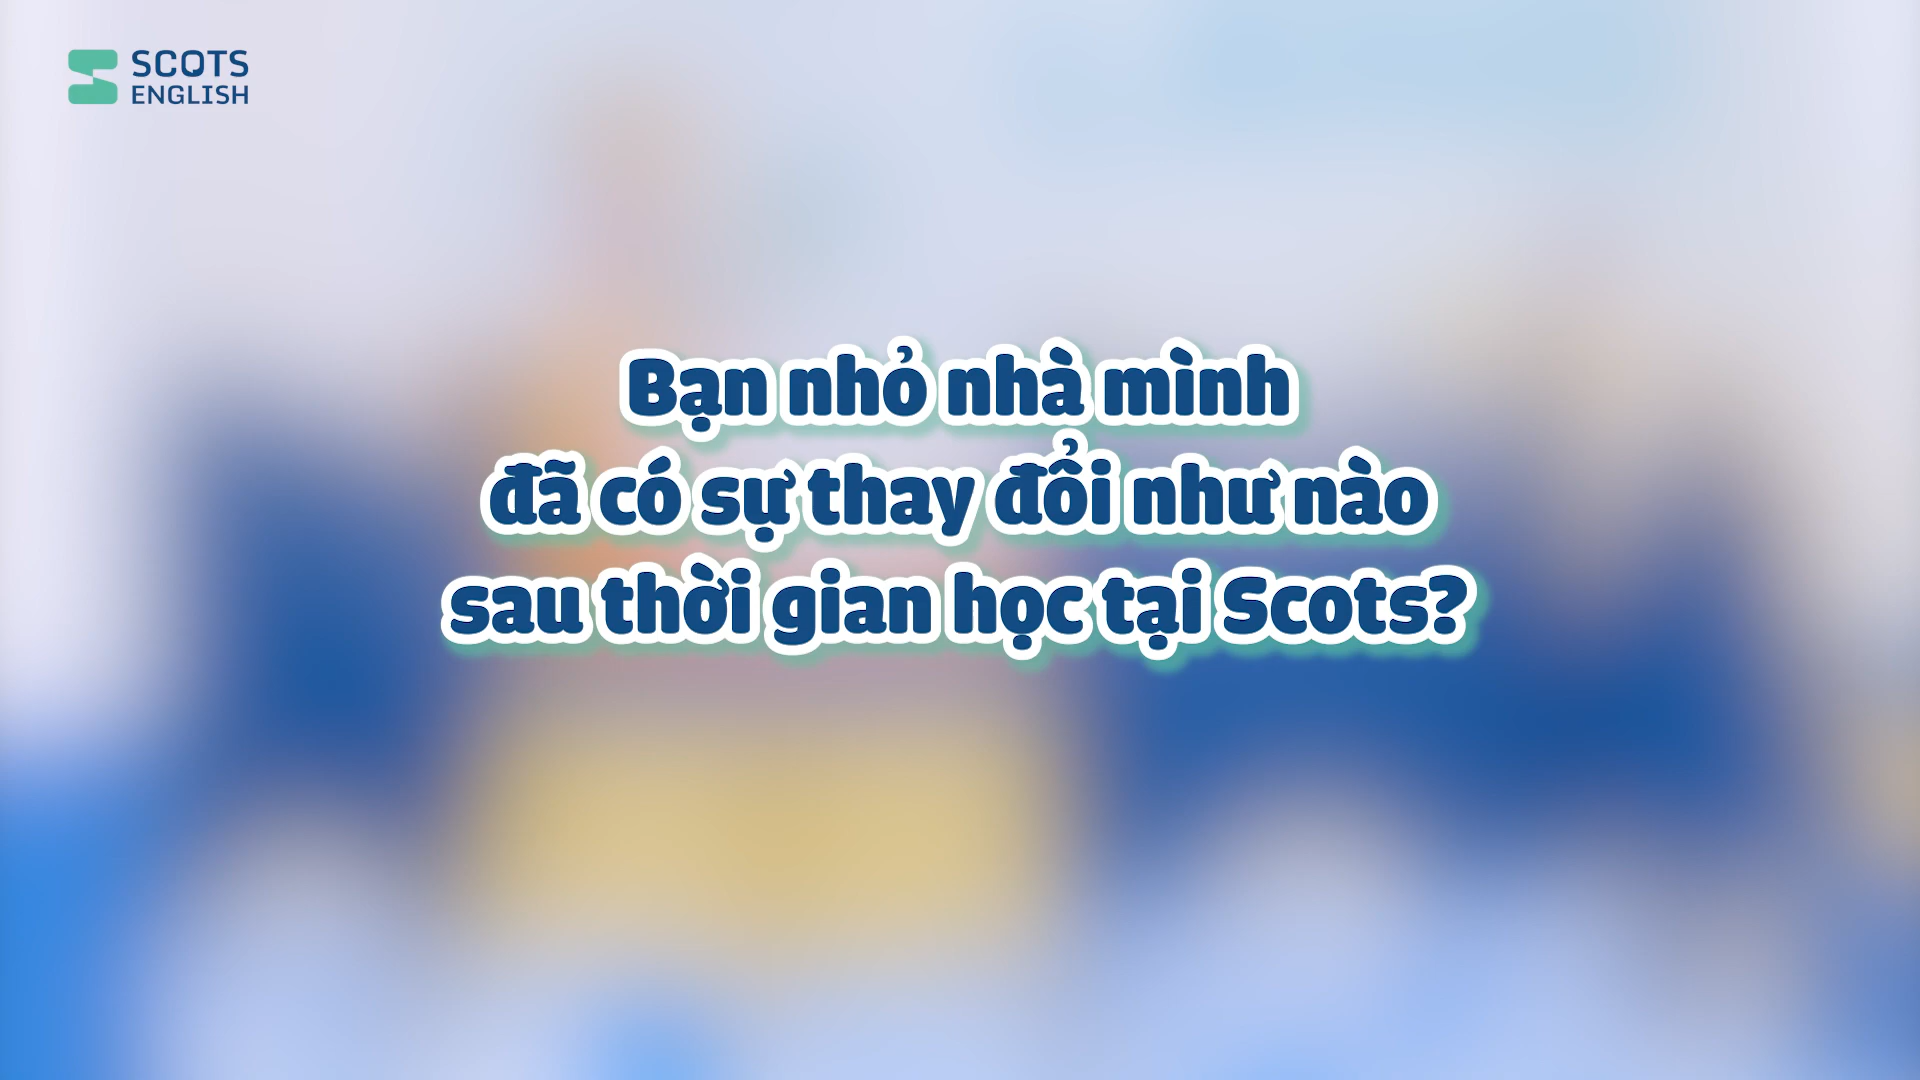 SCOTS
ENGLISH
Bạn nhỏ nhà mình
đã có sự thay đổi như nào
sau thời gian học tại Scots?